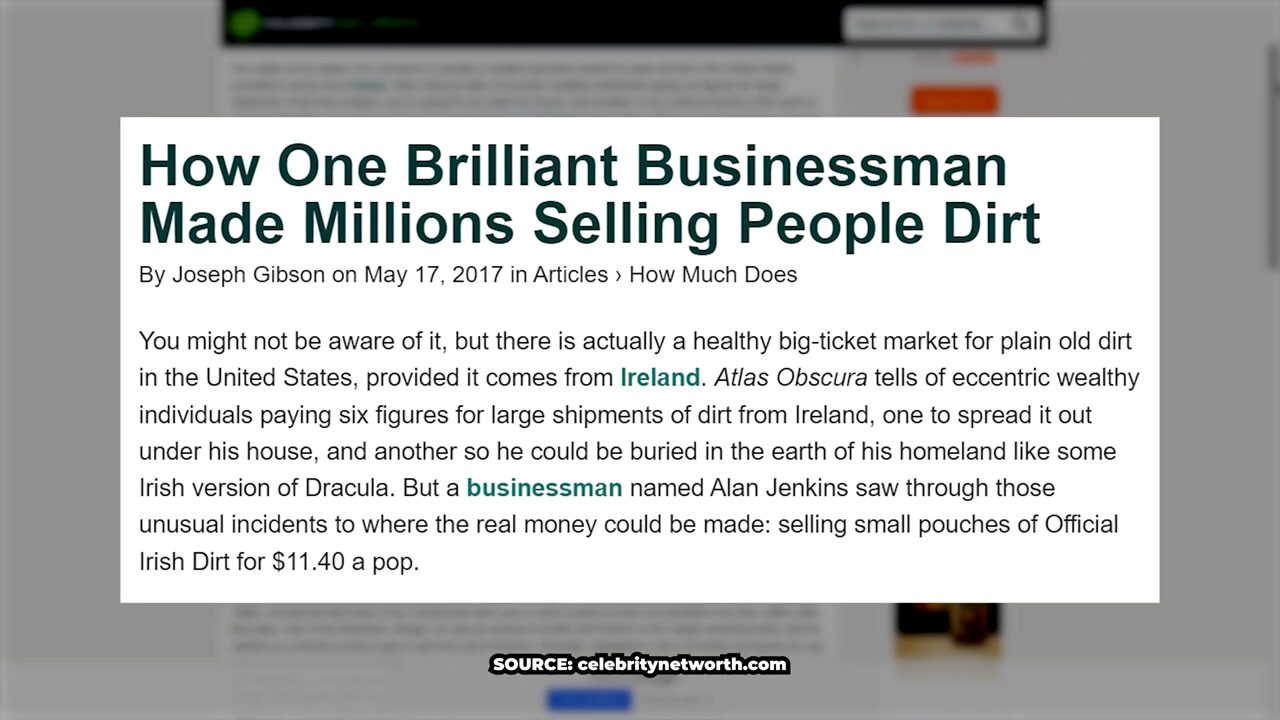 How One Brilliant Businessman
Made Millions Selling People Dirt
By Joseph Gibson on May 17, 2017 in Articles › How Much Does
You might not be aware of it, but there is actually a healthy big-ticket market for plain old dirt
in the United States, provided it comes from Ireland. Atlas Obscura tells of eccentric wealthy
individuals paying six figures for large shipments of dirt from Ireland, one to spread it out
under his house, and another so he could be buried in the earth of his homeland like some
Irish version of Dracula. But a businessman named Alan Jenkins saw through those
unusual incidents to where the real money could be made: selling small pouches of Official
Irish Dirt for $11.40 a pop.
SOURCE: celebritynetworth.com